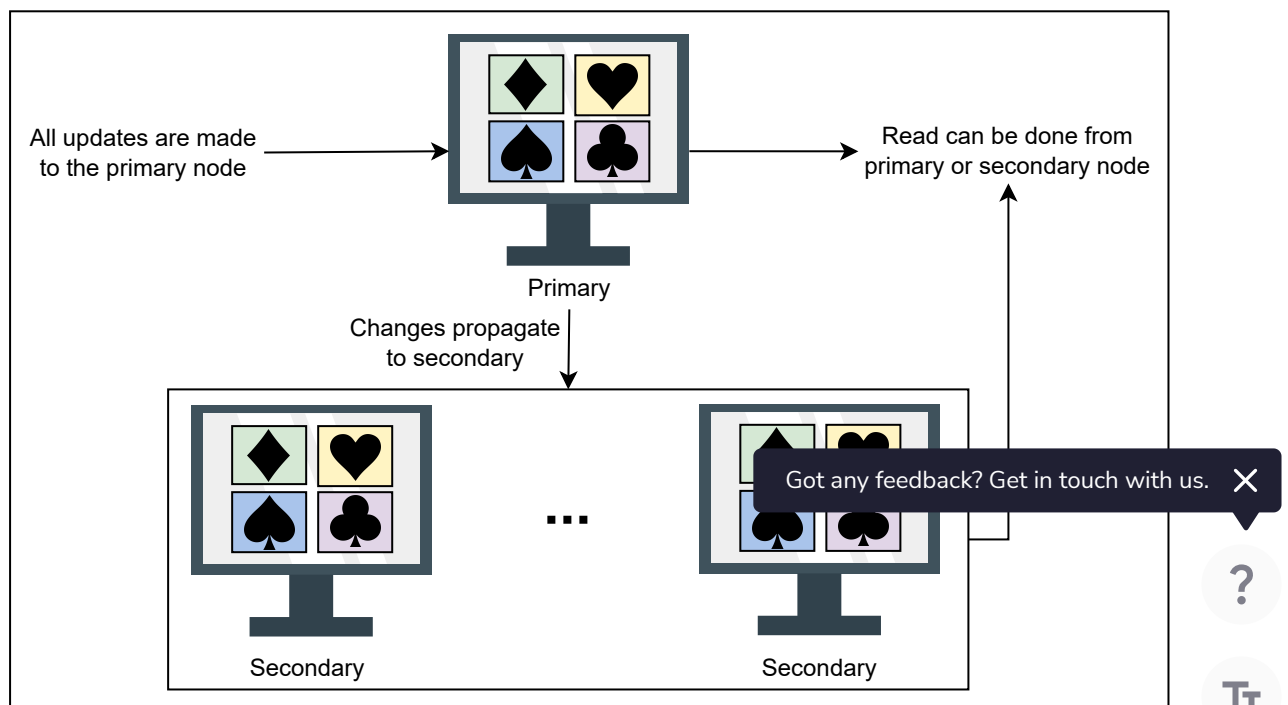 All updates are made
to the primary node
Read can be done from
primary or secondary node
Primary
Changes propagate
to secondary
...
Got any feedback? Get in touch with us.
?
Secondary
Secondary
TT